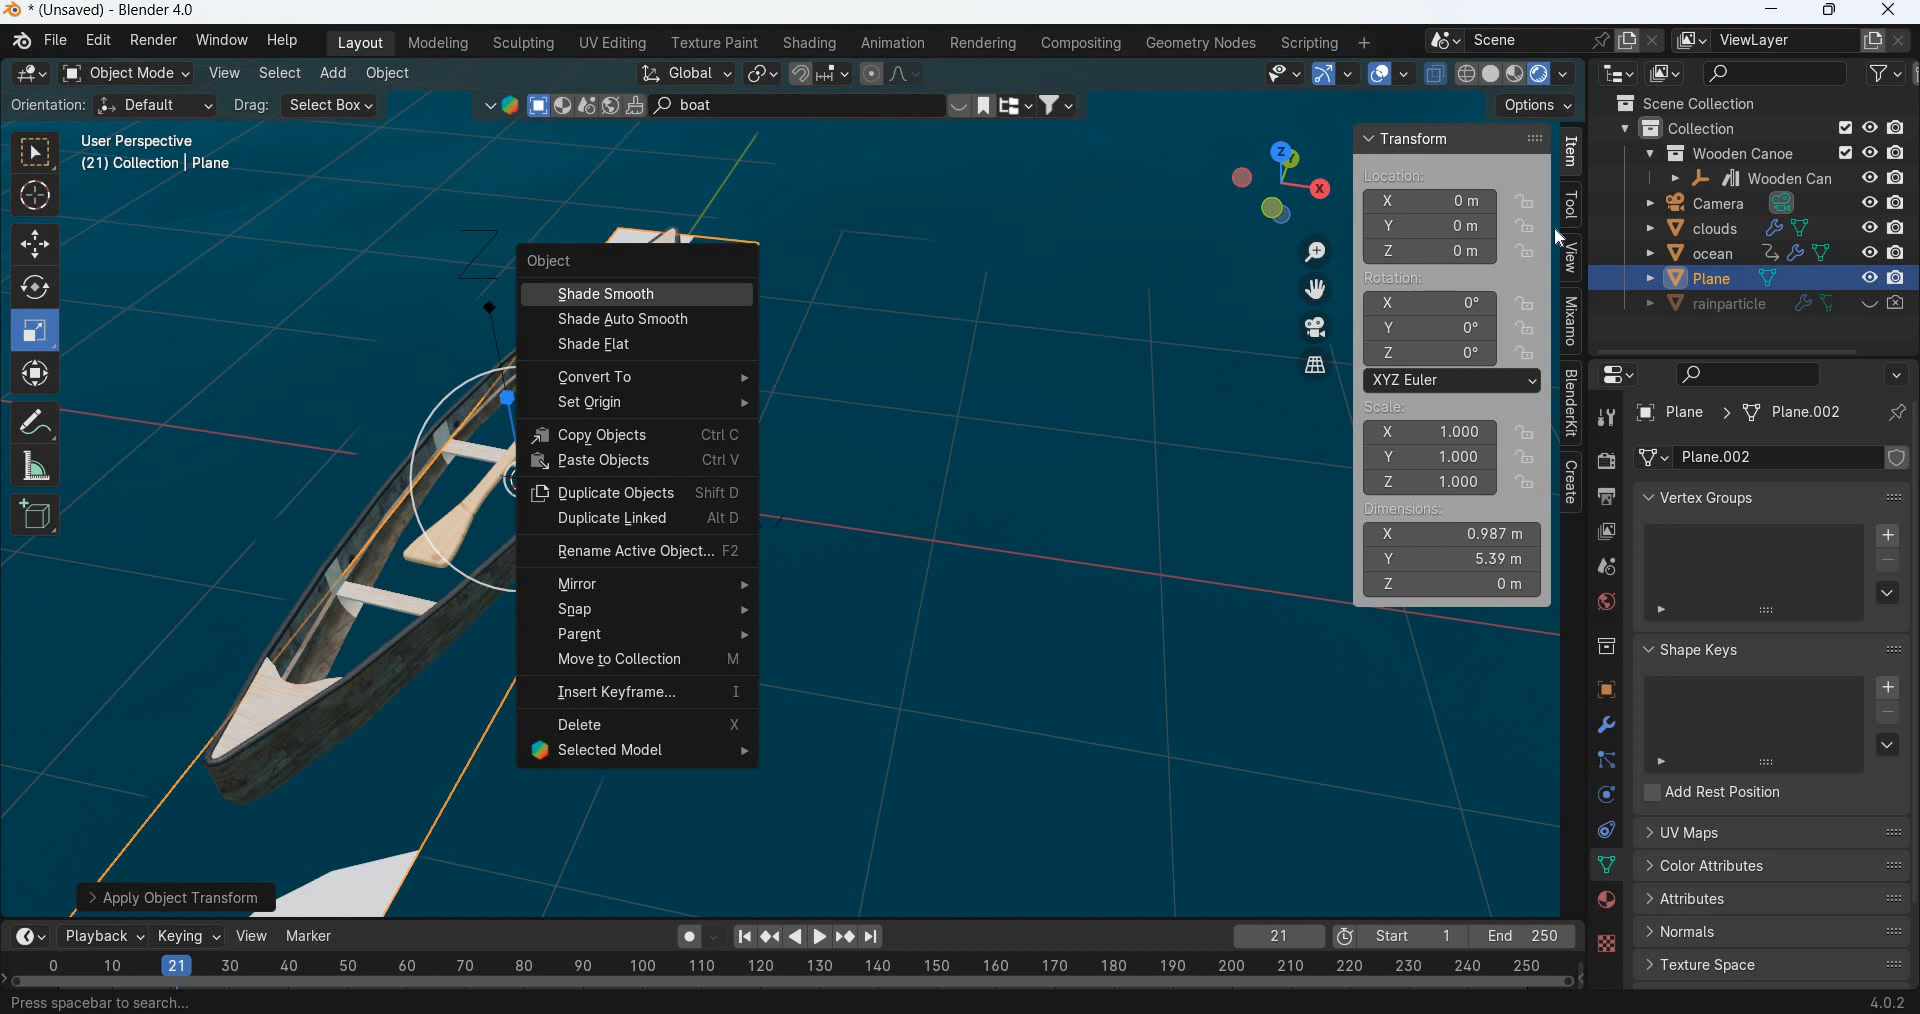 * (Unsaved) - Blender 4.0
File Edit Render Window Help Layout Modeling Sculpting UV Editing Texture Paint Shading Animation Rendering Compositing Geometry Nodes Scripting + Scene ViewLayer
Object Mode View Select Add Object Global
Orientation: Default Drag: Select Box boat Options
User Perspective
(21) Collection | Plane
Object
Shade Smooth
Shade Auto Smooth
Shade Flat
Convert To
Set Origin
Copy Objects Ctrl C
Paste Objects Ctrl V
Duplicate Objects Shift D
Duplicate Linked Alt D
Rename Active Object... F2
Mirror
Snap
Parent
Move to Collection M
Insert Keyframe... I
Delete X
Selected Model
Z
X
Transform
Location:
X 0 m
Y 0 m
Z 0 m
Rotation:
X 0°
Y 0°
Z 0°
XYZ Euler
Scale:
X 1.000
Y 1.000
Z 1.000
Dimensions:
X 0.987 m
Y 5.39 m
Z 0 m
Item
Tool
View
Mixamo
BlenderKit
Create
Scene Collection
Collection
Wooden Canoe
Wooden Can
Camera
clouds
ocean
Plane
rainparticle
Plane > Plane.002
Plane.002
Vertex Groups
Shape Keys
Add Rest Position
UV Maps
Color Attributes
Attributes
Normals
Texture Space
Apply Object Transform
Playback Keying View Marker 21 Start 1 End 250
0 10 21 30 40 50 60 70 80 90 100 110 120 130 140 150 160 170 180 190 200 210 220 230 240 250
Press spacebar to search... 4.0.2